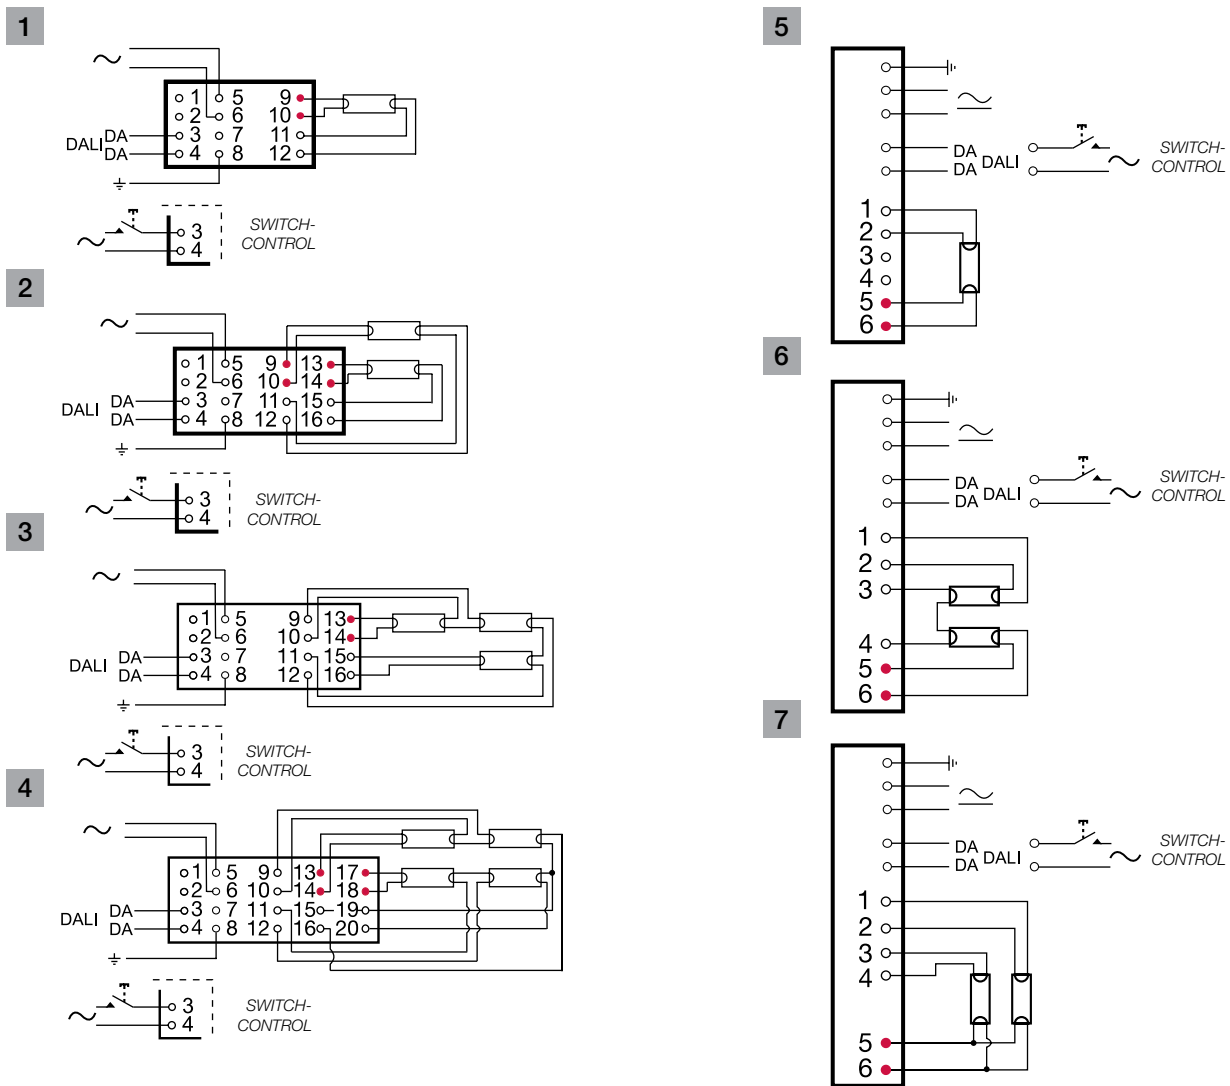 1
1 5 9
2 6 10
DALI DA 3 7 11
DA 4 8 12
3 SWITCH-
4 CONTROL
2
1 5 9 13
2 6 10 14
DALI DA 3 7 11 15
DA 4 8 12 16
3 SWITCH-
4 CONTROL
3
1 5 9 13
2 6 10 14
DALI DA 3 7 11 15
DA 4 8 12 16
3 SWITCH-
4 CONTROL
4
1 5 9 13 17
2 6 10 14 18
DALI DA 3 7 11 15 19
DA 4 8 12 16 20
3 SWITCH-
4 CONTROL
5
DA DALI SWITCH-
DA CONTROL
1
2
3
4
5
6
6
DA DALI SWITCH-
DA CONTROL
1
2
3
4
5
6
7
DA DALI SWITCH-
DA CONTROL
1
2
3
4
5
6